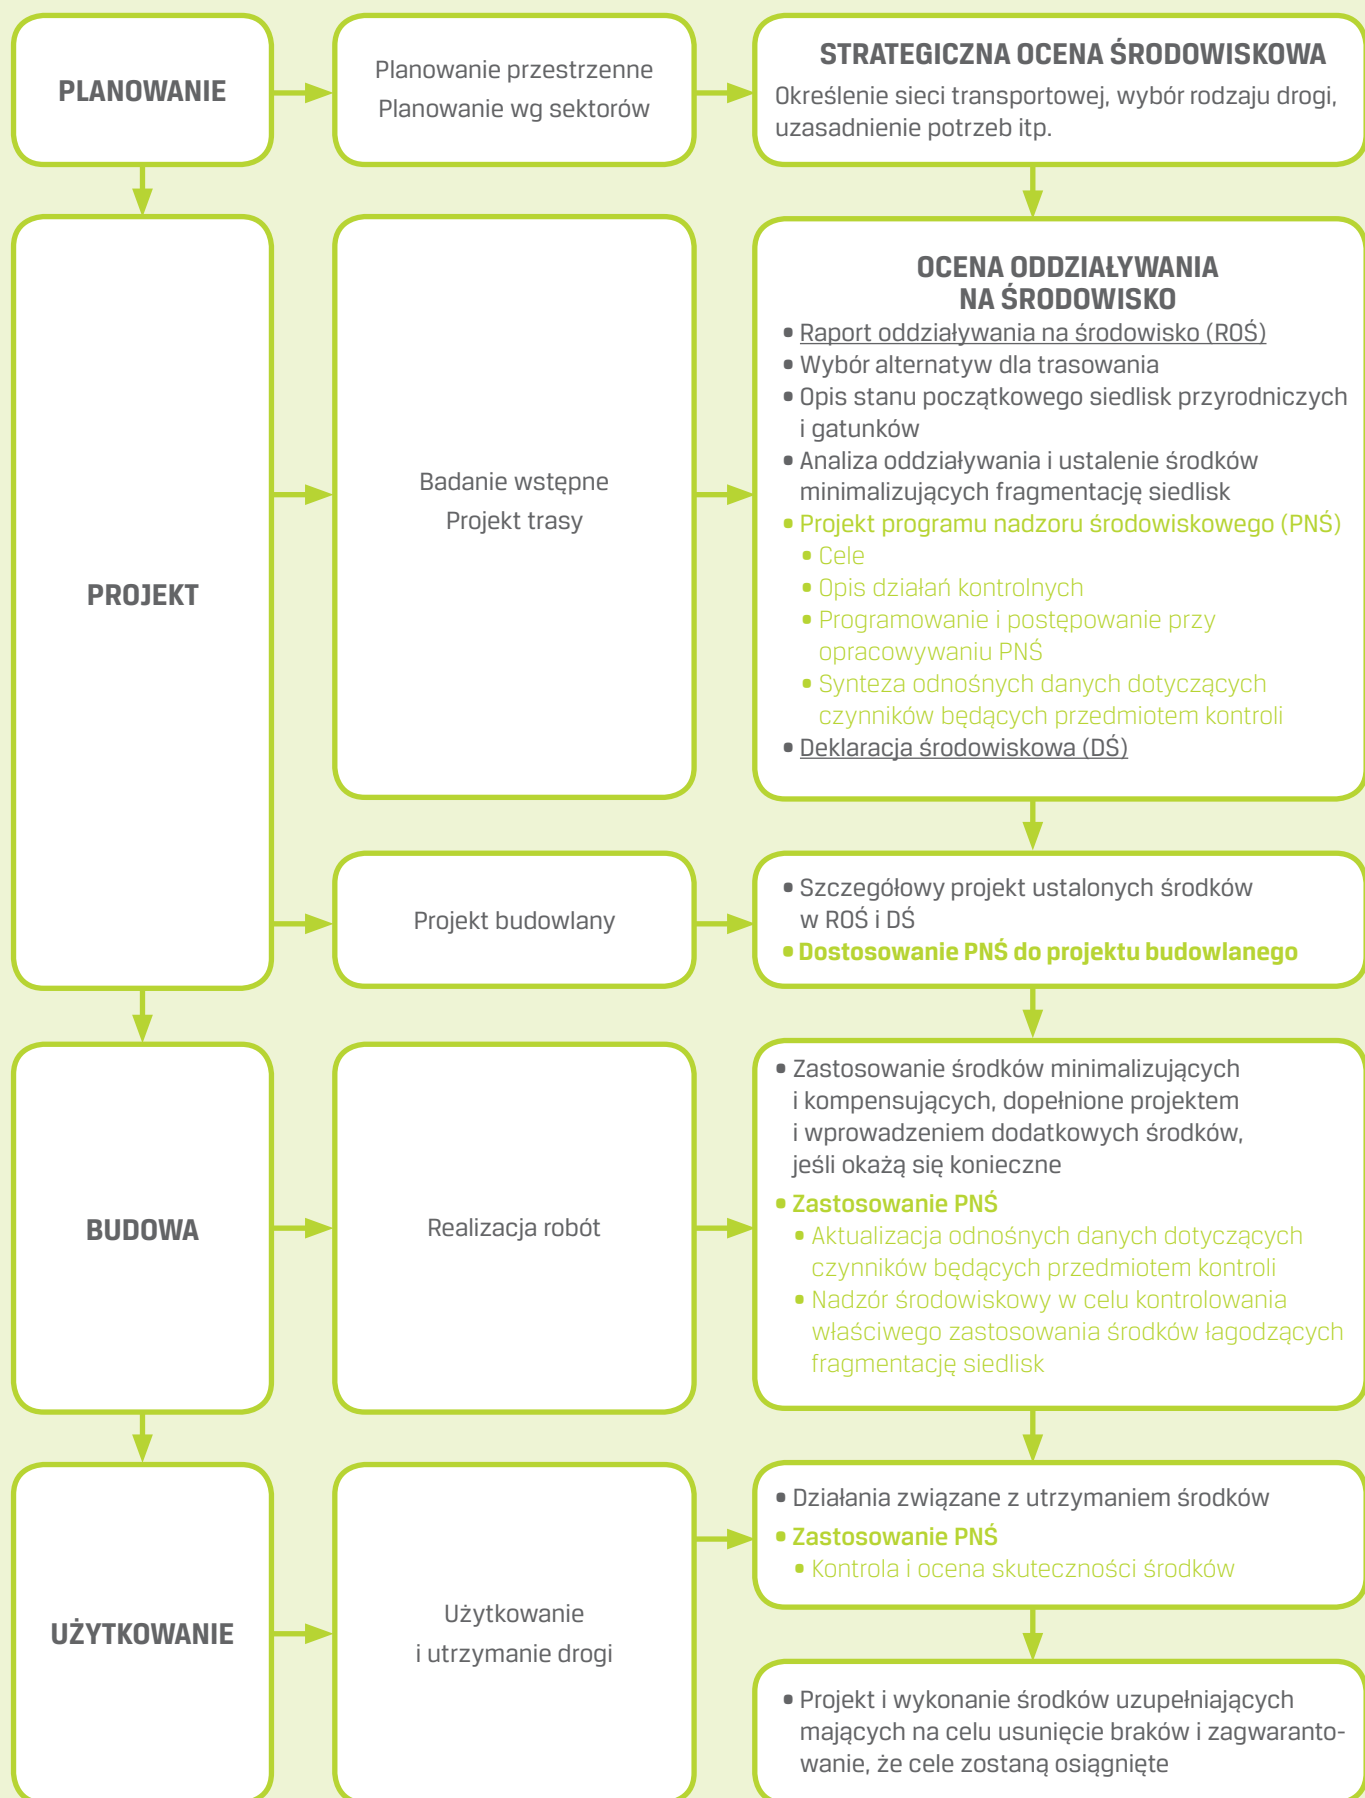 PLANOWANIE
Planowanie przestrzenne
Planowanie wg sektorów
STRATEGICZNA OCENA ŚRODOWISKOWA
Określenie sieci transportowej, wybór rodzaju drogi,
uzasadnienie potrzeb itp.
PROJEKT
Badanie wstępne
Projekt trasy
OCENA ODDZIAŁYWANIA
NA ŚRODOWISKO
• Raport oddziaływania na środowisko (ROŚ)
• Wybór alternatyw dla trasowania
• Opis stanu początkowego siedlisk przyrodniczych
i gatunków
• Analiza oddziaływania i ustalenie środków
minimalizujących fragmentację siedlisk
• Projekt programu nadzoru środowiskowego (PNŚ)
• Cele
• Opis działań kontrolnych
• Programowanie i postępowanie przy
opracowywaniu PNŚ
• Synteza odnośnych danych dotyczących
czynników będących przedmiotem kontroli
• Deklaracja środowiskowa (DŚ)
Projekt budowlany
• Szczegółowy projekt ustalonych środków
w ROŚ i DŚ
• Dostosowanie PNŚ do projektu budowlanego
BUDOWA
Realizacja robót
• Zastosowanie środków minimalizujących
i kompensujących, dopełnione projektem
i wprowadzeniem dodatkowych środków,
jeśli okażą się konieczne
• Zastosowanie PNŚ
• Aktualizacja odnośnych danych dotyczących
czynników będących przedmiotem kontroli
• Nadzór środowiskowy w celu kontrolowania
właściwego zastosowania środków łagodzących
fragmentację siedlisk
UŻYTKOWANIE
Użytkowanie
i utrzymanie drogi
• Działania związane z utrzymaniem środków
• Zastosowanie PNŚ
• Kontrola i ocena skuteczności środków
• Projekt i wykonanie środków uzupełniających
mających na celu usunięcie braków i zagwaranto-
wanie, że cele zostaną osiągnięte